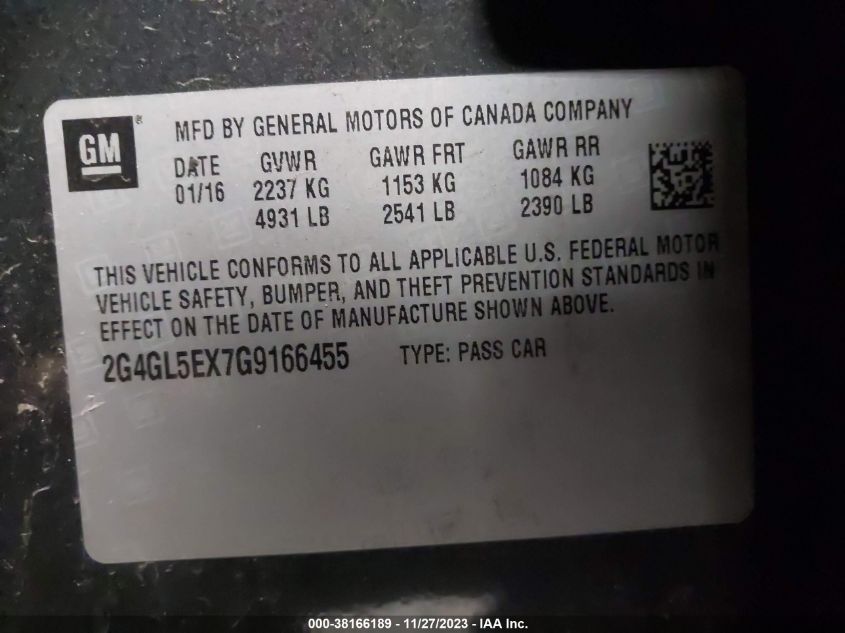 GM ®
MFD BY GENERAL MOTORS OF CANADA COMPANY
DATE GVWR GAWR FRT GAWR RR
01/16 2237 KG 1153 KG 1084 KG
4931 LB 2541 LB 2390 LB
THIS VEHICLE CONFORMS TO ALL APPLICABLE U.S. FEDERAL MOTOR
VEHICLE SAFETY, BUMPER, AND THEFT PREVENTION STANDARDS IN
EFFECT ON THE DATE OF MANUFACTURE SHOWN ABOVE.
2G4GL5EX7G9166455 TYPE: PASS CAR
000-38166189 - 11/27/2023 - IAA Inc.